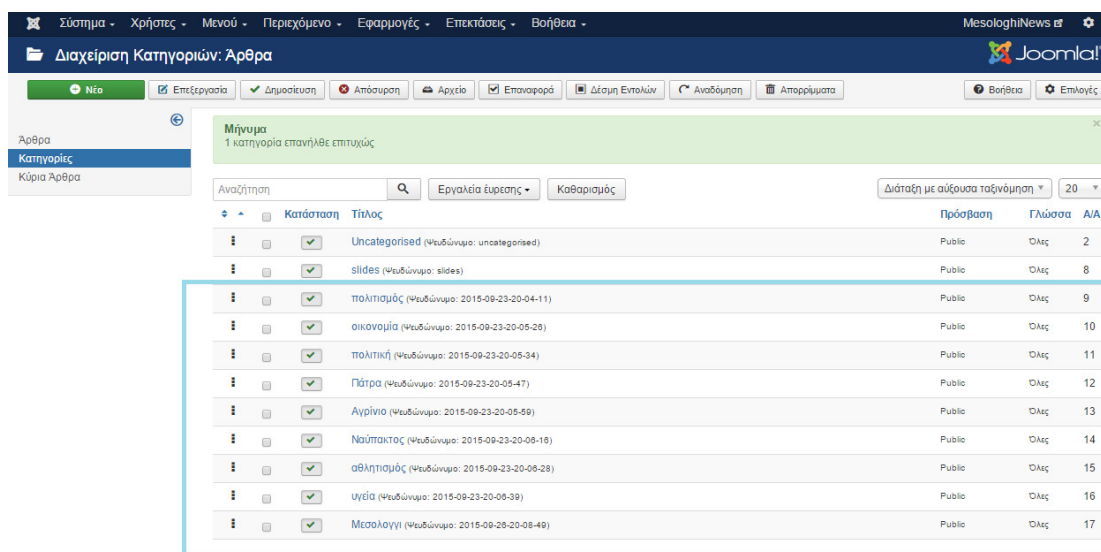 Σύστημα Χρήστες Μενού Περιεχόμενο Εφαρμογές Επεκτάσεις Βοήθεια MesologhiNews
Διαχείριση Κατηγοριών: Άρθρα Joomla!
Νέο Επεξεργασία Δημοσίευση Απόσυρση Αρχείο Επαναφορά Δέσμη Εντολών Αναδόμηση Απορρίμματα Βοήθεια Επιλογές
Άρθρα
Κατηγορίες
Κύρια Άρθρα
Μήνυμα
1 κατηγορία επανήλθε επιτυχώς
Αναζήτηση Εργαλεία έυρεσης Καθαρισμός Διάταξη με αύξουσα ταξινόμηση 20
Κατάσταση Τίτλος Πρόσβαση Γλώσσα Α/Α
Uncategorised (Ψευδώνυμο: uncategorised) Public Όλες 2
slides (Ψευδώνυμο: slides) Public Όλες 8
πολιτισμός (Ψευδώνυμο: 2015-09-23-20-04-11) Public Όλες 9
οικονομία (Ψευδώνυμο: 2015-09-23-20-05-26) Public Όλες 10
πολιτική (Ψευδώνυμο: 2015-09-23-20-05-34) Public Όλες 11
Πάτρα (Ψευδώνυμο: 2015-09-23-20-05-47) Public Όλες 12
Αγρίνιο (Ψευδώνυμο: 2015-09-23-20-05-59) Public Όλες 13
Ναύπακτος (Ψευδώνυμο: 2015-09-23-20-06-16) Public Όλες 14
αθλητισμός (Ψευδώνυμο: 2015-09-23-20-06-28) Public Όλες 15
υγεία (Ψευδώνυμο: 2015-09-23-20-06-39) Public Όλες 16
Μεσολογγι (Ψευδώνυμο: 2015-09-26-20-08-49) Public Όλες 17